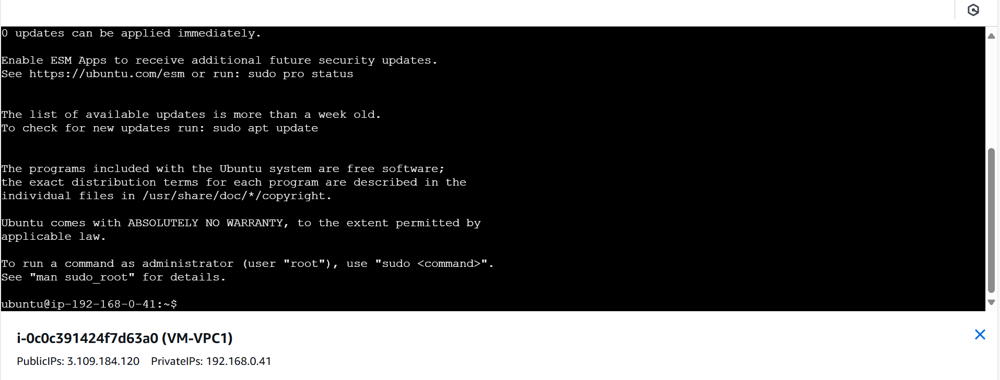 0 updates can be applied immediately.
Enable ESM Apps to receive additional future security updates.
See https://ubuntu.com/esm or run: sudo pro status
The list of available updates is more than a week old.
To check for new updates run: sudo apt update
The programs included with the Ubuntu system are free software;
the exact distribution terms for each program are described in the
individual files in /usr/share/doc/*/copyright.
Ubuntu comes with ABSOLUTELY NO WARRANTY, to the extent permitted by
applicable law.
To run a command as administrator (user "root"), use "sudo <command>".
See "man sudo_root" for details.
ubuntu@ip-192-168-0-41:~$
i-0c0c391424f7d63a0 (VM-VPC1)
PublicIPs: 3.109.184.120 PrivateIPs: 192.168.0.41